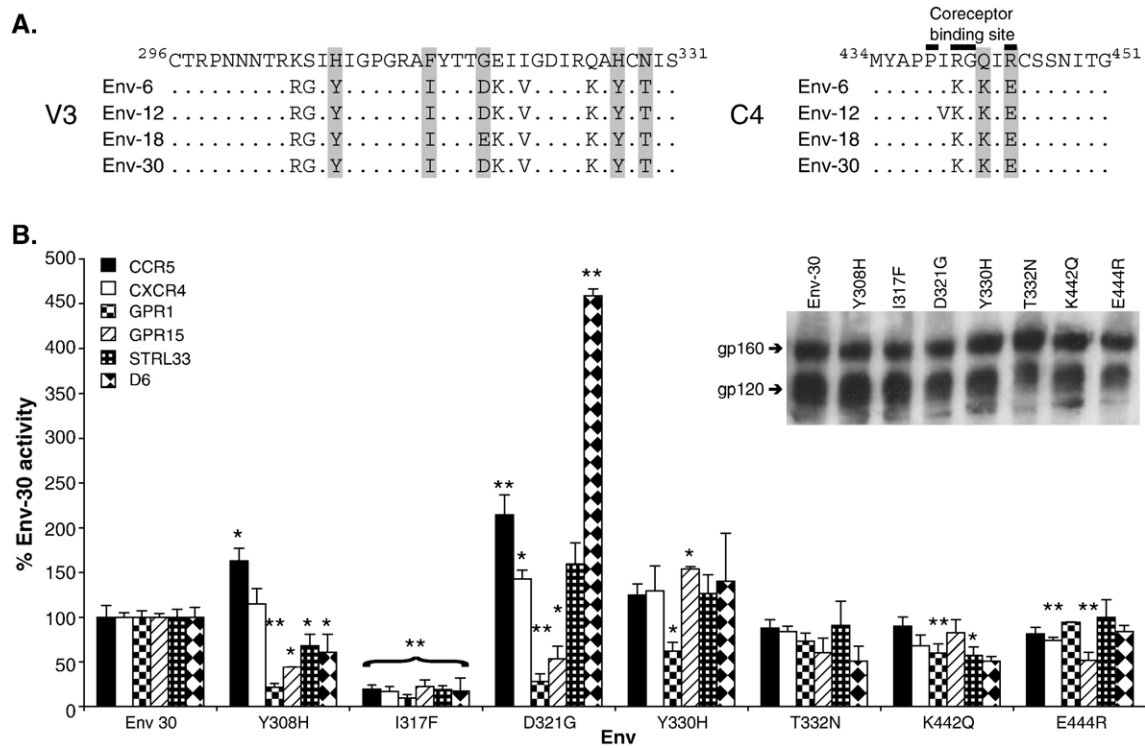 A.
Coreceptor
binding site
296CTRPNNNTRKSIHIGPGRAFYTTGEIIGDIRQAHCNIS331
434MYAPPIRGQIRCSSNITG451
V3
Env-6 .........RG.Y......I...DK.V....K.Y.T..
Env-12 .........RG.Y......I...DK.V....K.Y.T..
Env-18 .........RG.Y......I...EK.V....K.Y.T..
Env-30 .........RG.Y......I...DK.V....K.Y.T..
C4
Env-6 ......K.K.E.......
Env-12 .....VK.K.E.......
Env-18 ......K.K.E.......
Env-30 ......K.K.E.......
B.
% Env-30 activity
500
450
400
350
300
250
200
150
100
50
0
CCR5
CXCR4
GPR1
GPR15
STRL33
D6
*
**
*
*
*
**
**
*
**
*
**
*
*
**
*
**
**
Env 30
Y308H
I317F
D321G
Y330H
T332N
K442Q
E444R
Env
Env-30
Y308H
I317F
D321G
Y330H
T332N
K442Q
E444R
gp160 ➔
gp120 ➔